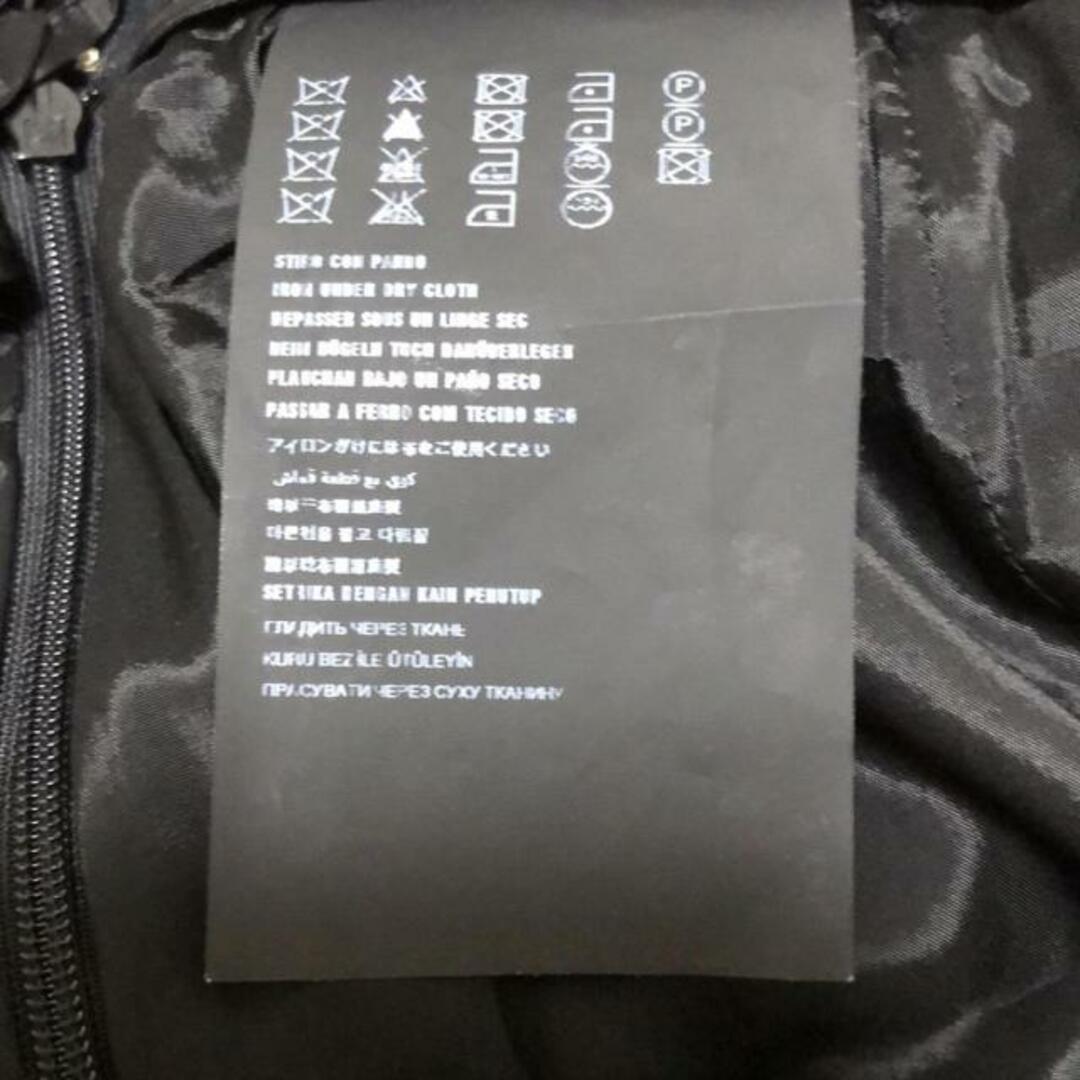 P
P
STIRO CON PANNO
IRON UNDER DRY CLOTH
REPASSER SOUS UN LINGE SEC
BEIM BÜGELN TUCH DARÜBERLEGEN
PLANCHAR BAJO UN PAÑO SECO
PASSAR A FERRO COM TECIDO SECO
アイロンがけにはあて布をご使用ください
كوي مع قطعة قماش
SETRIKA DENGAN KAIN PENUTUP
ГЛАДИТЬ ЧЕРЕЗ ТКАНЬ
KURU BEZ İLE ÜTÜLEYİN
ПРАСУВАТИ ЧЕРЕЗ СУХУ ТКАНИНУ